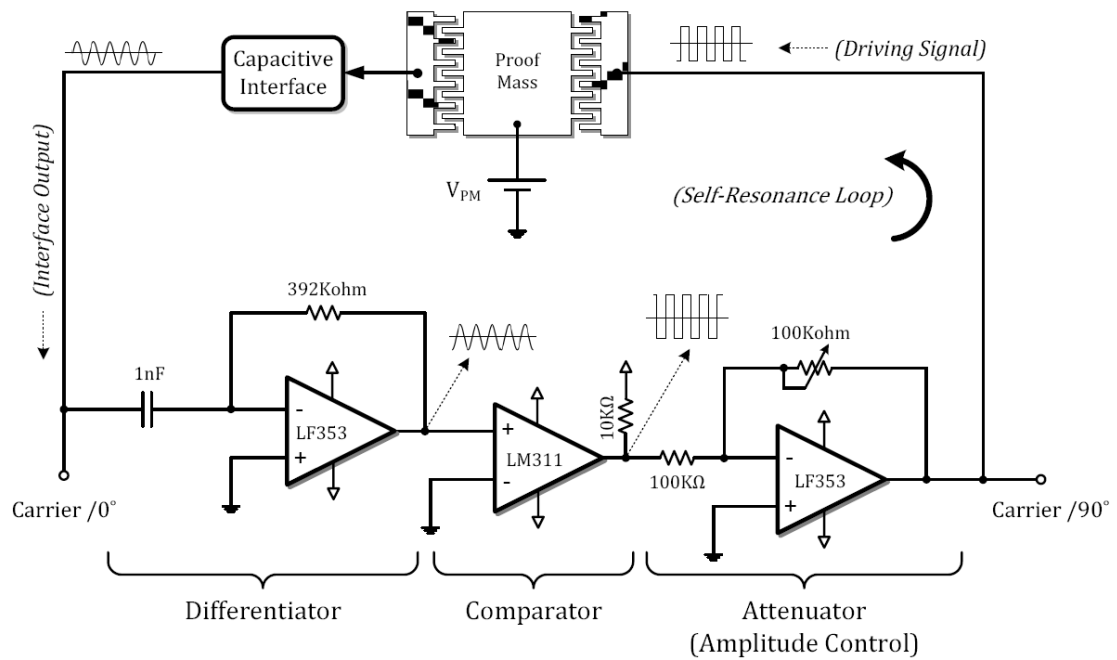 Capacitive
Interface
Proof
Mass
(Driving Signal)
V_PM
(Self-Resonance Loop)
(Interface Output)
392Kohm
1nF
-
+
LF353
10KΩ
+
-
LM311
100KΩ
100Kohm
-
+
LF353
Carrier /0°
Carrier /90°
Differentiator
Comparator
Attenuator
(Amplitude Control)